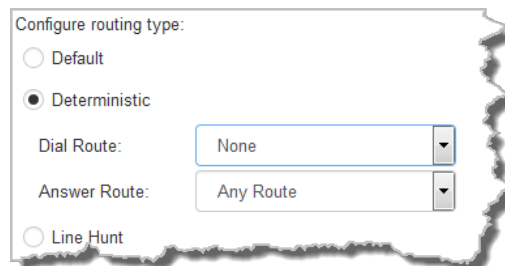 Configure routing type:
Default
Deterministic
Dial Route: None
Answer Route: Any Route
Line Hunt